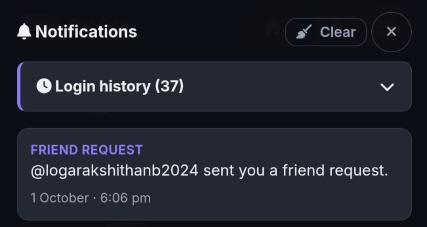 Notifications
Clear
Login history (37)
FRIEND REQUEST
@logarakshithanb2024 sent you a friend request.
1 October · 6:06 pm